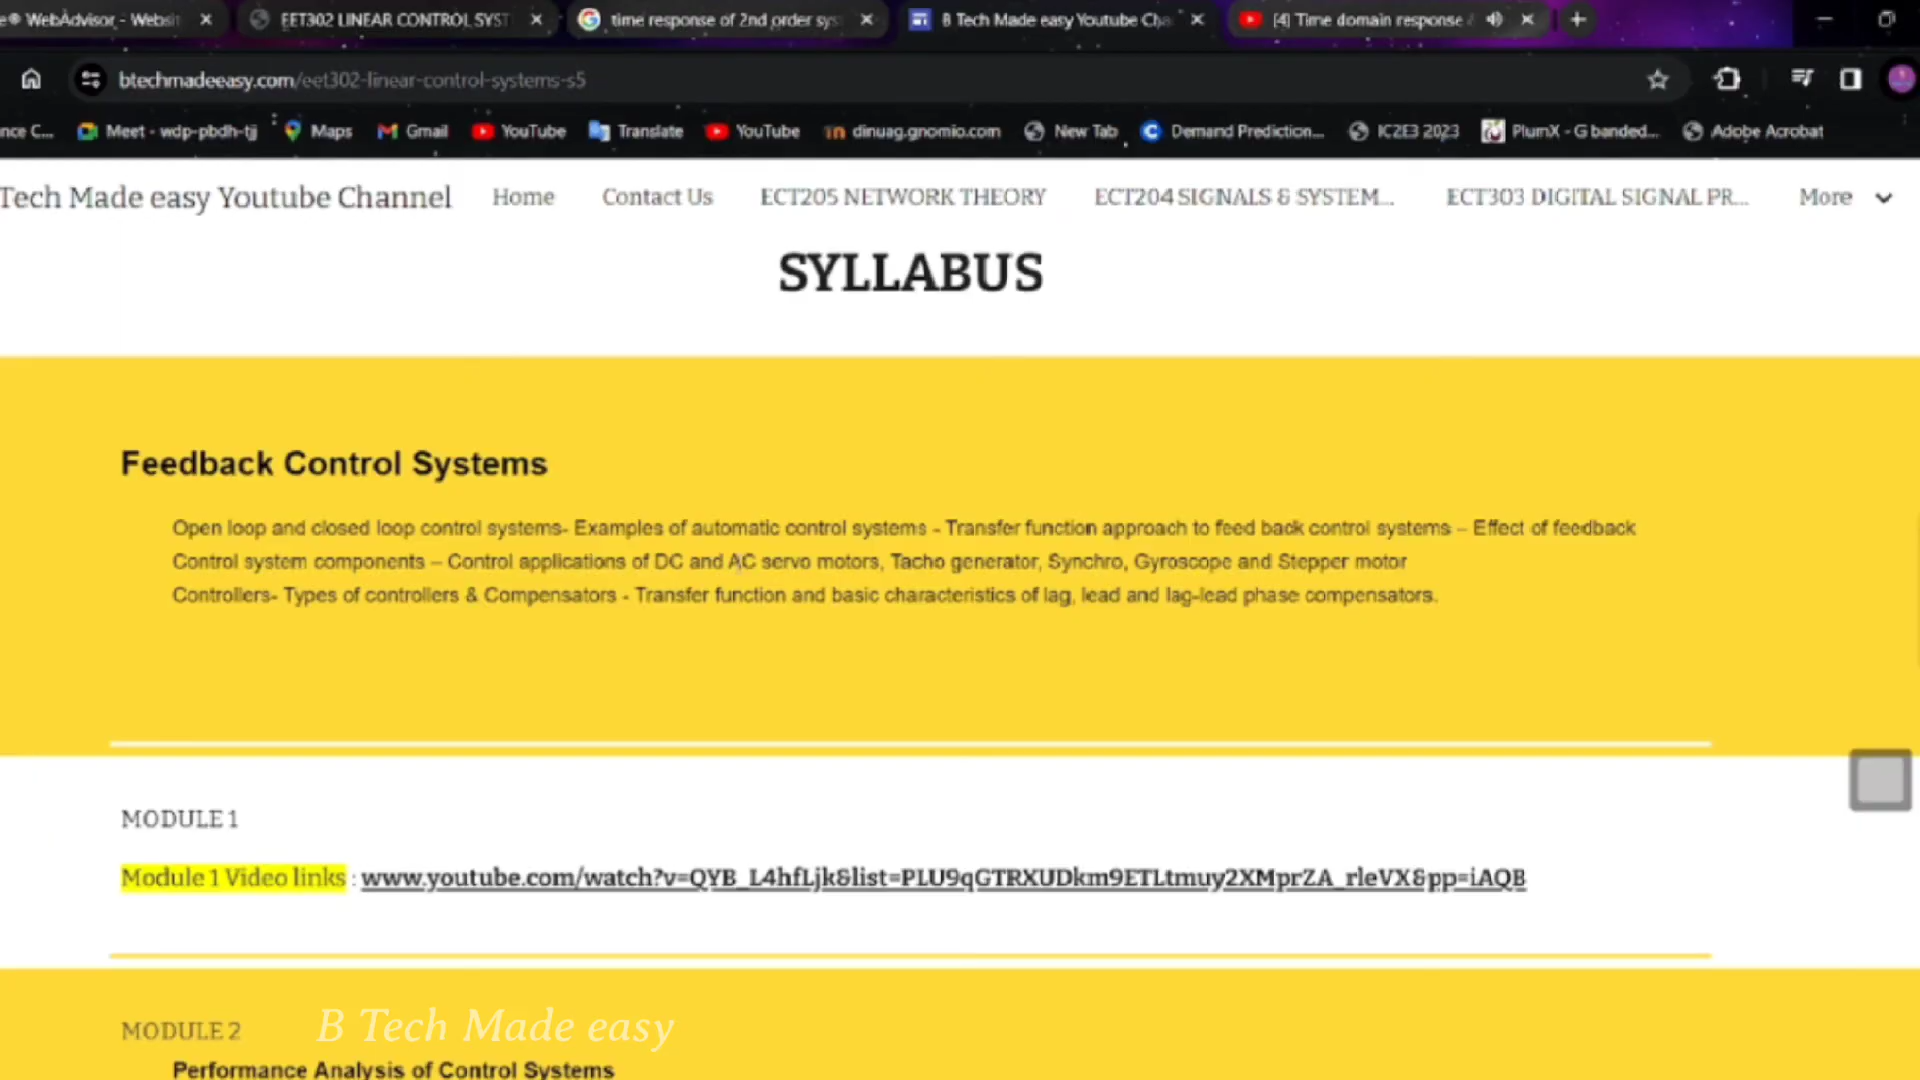 e® WebAdvisor - Websit
EET302 LINEAR CONTROL SYST
time response of 2nd order sys
B Tech Made easy Youtube Cha
[4] Time domain response
btechmadeeasy.com/eet302-linear-control-systems-s5
nce C...
Meet - wdp-pbdh-tjj
Maps
Gmail
YouTube
Translate
YouTube
dinuag.gnomio.com
New Tab
Demand Prediction...
IC2E3 2023
PlumX - G banded...
Adobe Acrobat
Tech Made easy Youtube Channel
Home
Contact Us
ECT205 NETWORK THEORY
ECT204 SIGNALS & SYSTEM...
ECT303 DIGITAL SIGNAL PR...
More
SYLLABUS
Feedback Control Systems
Open loop and closed loop control systems- Examples of automatic control systems - Transfer function approach to feed back control systems – Effect of feedback
Control system components – Control applications of DC and AC servo motors, Tacho generator, Synchro, Gyroscope and Stepper motor
Controllers- Types of controllers & Compensators - Transfer function and basic characteristics of lag, lead and lag-lead phase compensators.
MODULE 1
Module 1 Video links : www.youtube.com/watch?v=QYB_L4hfLjk&list=PLU9qGTRXUDkm9ETLtmuy2XMprZA_rleVX&pp=iAQB
MODULE 2
B Tech Made easy
Performance Analysis of Control Systems